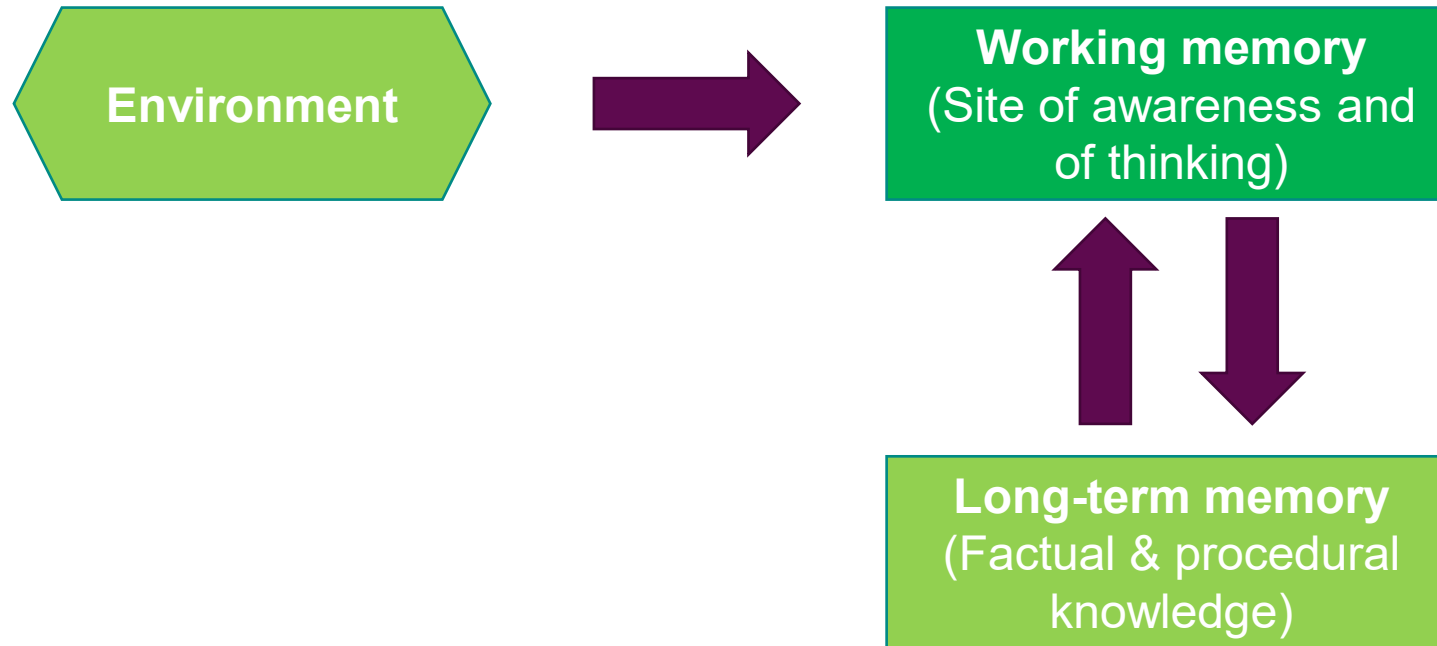 Environment
Working memory
(Site of awareness and
of thinking)
Long-term memory
(Factual & procedural
knowledge)